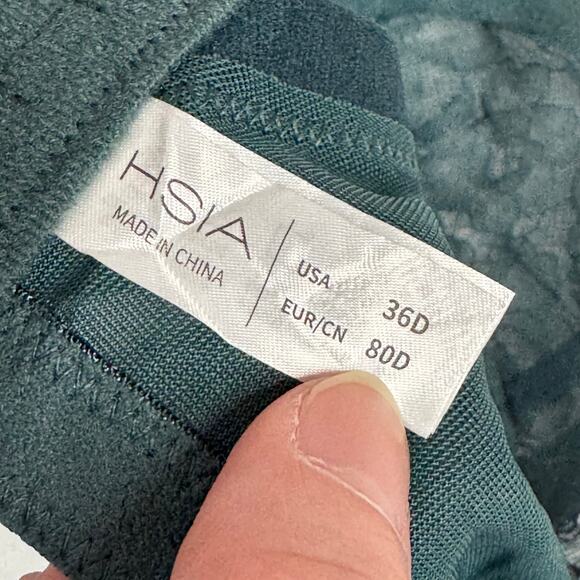 HSIA
MADE IN CHINA
USA 36D
EUR/CN 80D